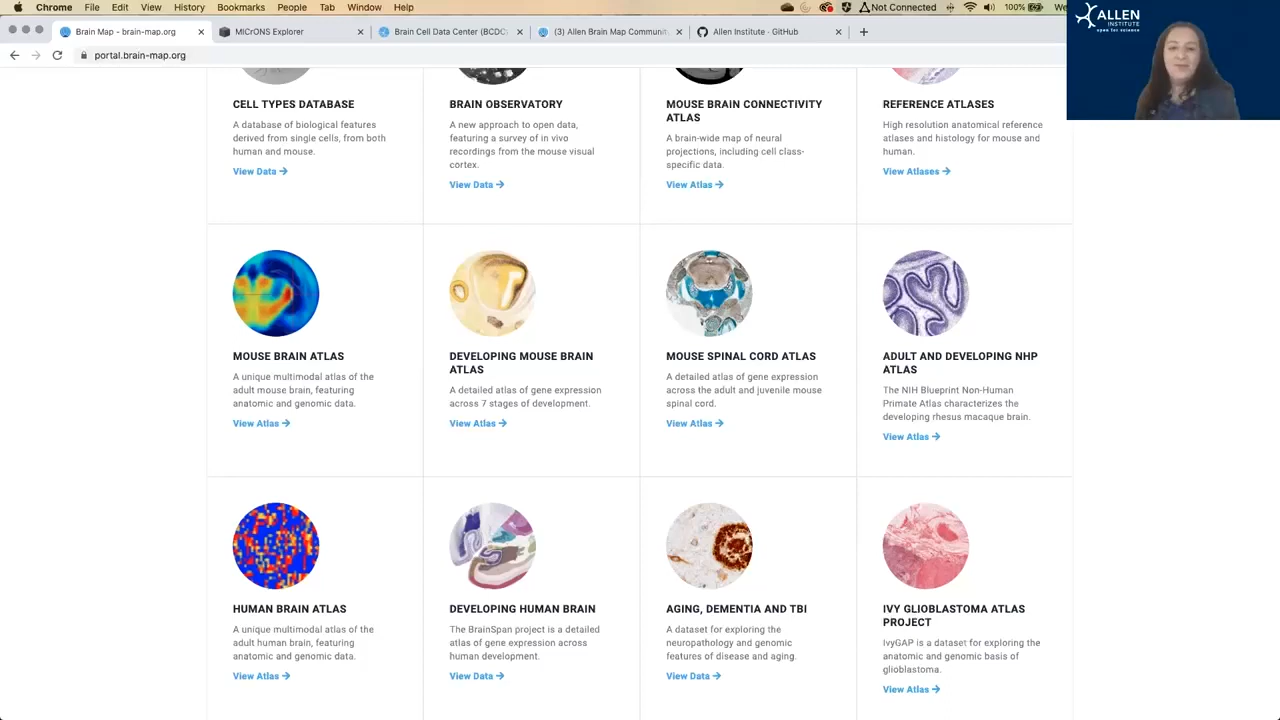 Chrome File Edit View History Bookmarks People Tab Window Help
Not Connected 100% We
Brain Map - brain-map.org
MICrONS Explorer
Brain Cell Data Center (BCDC
(3) Allen Brain Map Communit
Allen Institute · GitHub
portal.brain-map.org
ALLEN
INSTITUTE
open for science
CELL TYPES DATABASE
A database of biological features
derived from single cells, from both
human and mouse.
View Data →
BRAIN OBSERVATORY
A new approach to open data,
featuring a survey of in vivo
recordings from the mouse visual
cortex.
View Data →
MOUSE BRAIN CONNECTIVITY
ATLAS
A brain-wide map of neural
projections, including cell class-
specific data.
View Atlas →
REFERENCE ATLASES
High resolution anatomical reference
atlases and histology for mouse and
human.
View Atlases →
MOUSE BRAIN ATLAS
A unique multimodal atlas of the
adult mouse brain, featuring
anatomic and genomic data.
View Atlas →
DEVELOPING MOUSE BRAIN
ATLAS
A detailed atlas of gene expression
across 7 stages of development.
View Atlas →
MOUSE SPINAL CORD ATLAS
A detailed atlas of gene expression
across the adult and juvenile mouse
spinal cord.
View Atlas →
ADULT AND DEVELOPING NHP
ATLAS
The NIH Blueprint Non-Human
Primate Atlas characterizes the
developing rhesus macaque brain.
View Atlas →
HUMAN BRAIN ATLAS
A unique multimodal atlas of the
adult human brain, featuring
anatomic and genomic data.
View Atlas →
DEVELOPING HUMAN BRAIN
The BrainSpan project is a detailed
atlas of gene expression across
human development.
View Data →
AGING, DEMENTIA AND TBI
A dataset for exploring the
neuropathology and genomic
features of disease and aging.
View Data →
IVY GLIOBLASTOMA ATLAS
PROJECT
IvyGAP is a dataset for exploring the
anatomic and genomic basis of
glioblastoma.
View Atlas →